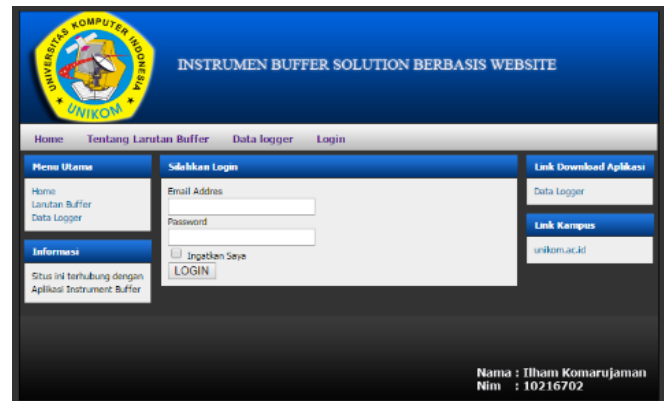 UNIVERSITAS KOMPUTER INDONESIA
UNIKOM
INSTRUMEN BUFFER SOLUTION BERBASIS WEBSITE
Home Tentang Larutan Buffer Data logger Login
Menu Utama
Home
Larutan Buffer
Data Logger
Informasi
Situs ini terhubung dengan
Aplikasi Instrument Buffer
Silahkan Login
Email Addres
Password
Ingatkan Saya
LOGIN
Link Download Aplikasi
Data Logger
Link Kampus
unikom.ac.id
Nama : Ilham Komarujaman
Nim : 10216702